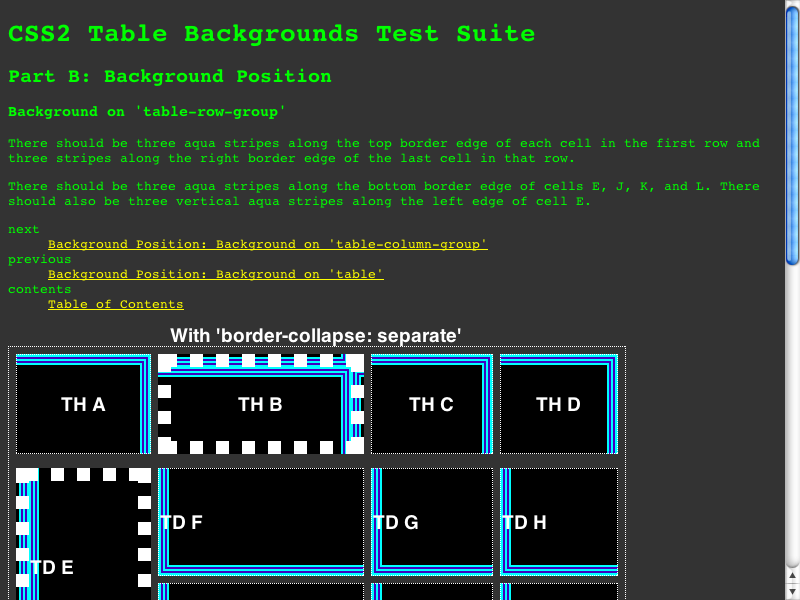 CSS2 Table Backgrounds Test Suite
Part B: Background Position
Background on 'table-row-group'
There should be three aqua stripes along the top border edge of each cell in the first row and
three stripes along the right border edge of the last cell in that row.
There should be three aqua stripes along the bottom border edge of cells E, J, K, and L. There
should also be three vertical aqua stripes along the left edge of cell E.
next
Background Position: Background on 'table-column-group'
previous
Background Position: Background on 'table'
contents
Table of Contents
With 'border-collapse: separate'
TH A TH B TH C TH D
TD F TD G TD H
TD E